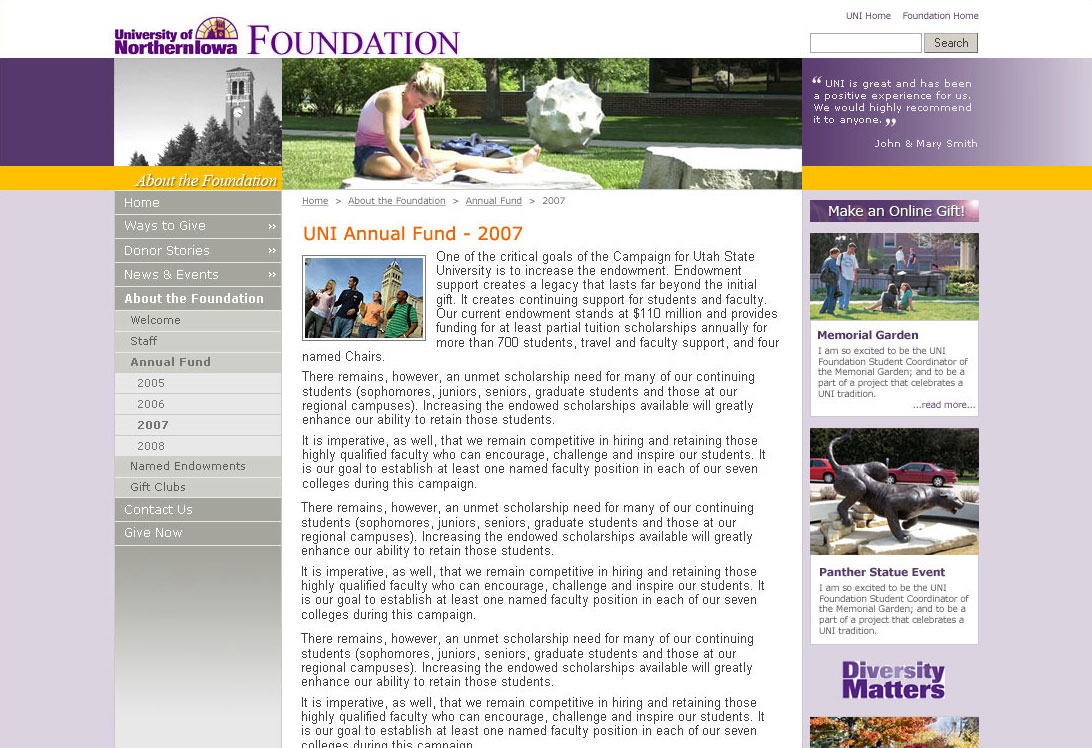 UNI Home Foundation Home
University of
Northern Iowa FOUNDATION
Search
“ UNI is great and has been
a positive experience for us.
We would highly recommend
it to anyone. ”
John & Mary Smith
About the Foundation
Home
Ways to Give »
Donor Stories »
News & Events »
About the Foundation
Welcome
Staff
Annual Fund
2005
2006
2007
2008
Named Endowments
Gift Clubs
Contact Us
Give Now
Home > About the Foundation > Annual Fund > 2007
UNI Annual Fund - 2007
One of the critical goals of the Campaign for Utah State
University is to increase the endowment. Endowment
support creates a legacy that lasts far beyond the initial
gift. It creates continuing support for students and faculty.
Our current endowment stands at $110 million and provides
funding for at least partial tuition scholarships annually for
more than 700 students, travel and faculty support, and four
named Chairs.
There remains, however, an unmet scholarship need for many of our continuing
students (sophomores, juniors, seniors, graduate students and those at our
regional campuses). Increasing the endowed scholarships available will greatly
enhance our ability to retain those students.
It is imperative, as well, that we remain competitive in hiring and retaining those
highly qualified faculty who can encourage, challenge and inspire our students. It
is our goal to establish at least one named faculty position in each of our seven
colleges during this campaign.
There remains, however, an unmet scholarship need for many of our continuing
students (sophomores, juniors, seniors, graduate students and those at our
regional campuses). Increasing the endowed scholarships available will greatly
enhance our ability to retain those students.
It is imperative, as well, that we remain competitive in hiring and retaining those
highly qualified faculty who can encourage, challenge and inspire our students. It
is our goal to establish at least one named faculty position in each of our seven
colleges during this campaign.
There remains, however, an unmet scholarship need for many of our continuing
students (sophomores, juniors, seniors, graduate students and those at our
regional campuses). Increasing the endowed scholarships available will greatly
enhance our ability to retain those students.
It is imperative, as well, that we remain competitive in hiring and retaining those
highly qualified faculty who can encourage, challenge and inspire our students. It
is our goal to establish at least one named faculty position in each of our seven
colleges during this campaign.
Make an Online Gift!
Memorial Garden
I am so excited to be the UNI
Foundation Student Coordinator of
the Memorial Garden; and to be a
part of a project that celebrates a
UNI tradition.
...read more...
Panther Statue Event
I am so excited to be the UNI
Foundation Student Coordinator of
the Memorial Garden; and to be a
part of a project that celebrates a
UNI tradition.
Diversity
Matters